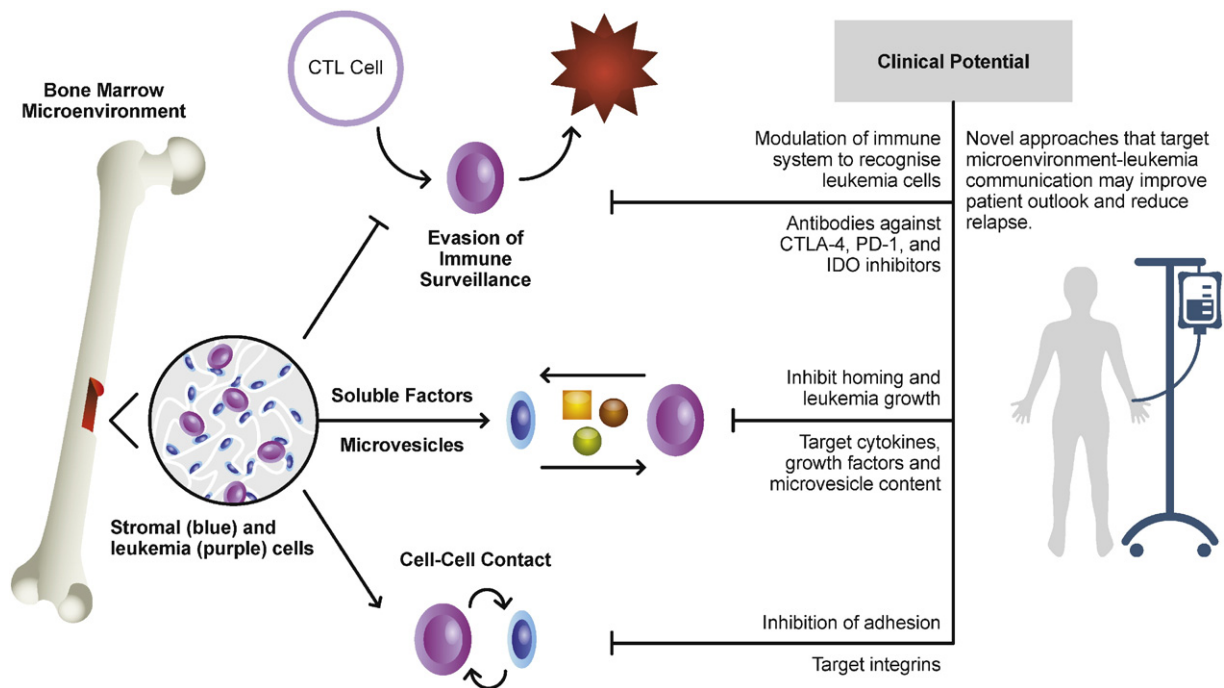 CTL Cell
Bone Marrow
Microenvironment
Evasion of
Immune
Surveillance
Clinical Potential
Modulation of immune
system to recognise
leukemia cells
Antibodies against
CTLA-4, PD-1, and
IDO inhibitors
Novel approaches that target
microenvironment-leukemia
communication may improve
patient outlook and reduce
relapse.
Soluble Factors
Microvesicles
Inhibit homing and
leukemia growth
Target cytokines,
growth factors and
microvesicle content
Stromal (blue) and
leukemia (purple) cells
Cell-Cell Contact
Inhibition of adhesion
Target integrins